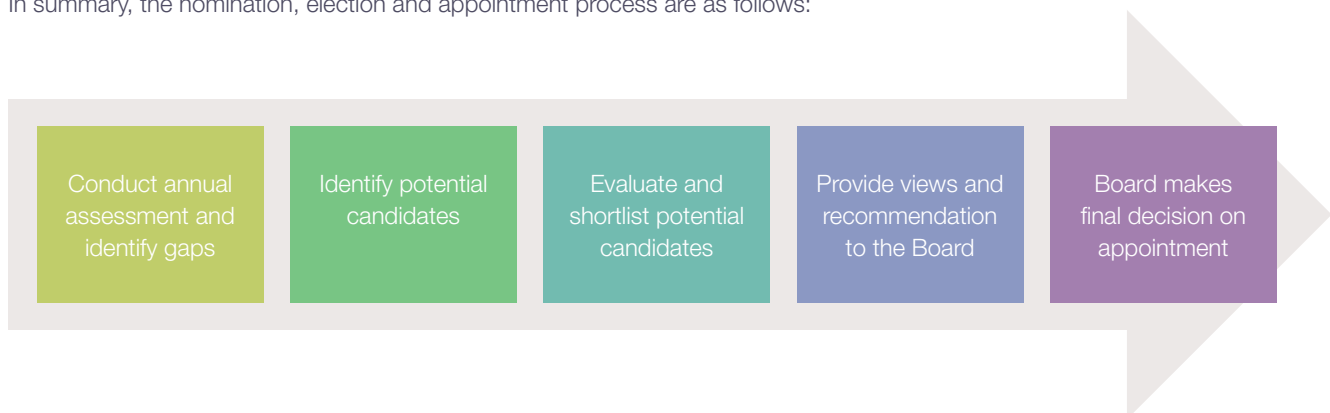 In summary, the nomination, election and appointment process are as follows:
Conduct annual
assessment and
identify gaps
Identify potential
candidates
Evaluate and
shortlist potential
candidates
Provide views and
recommendation
to the Board
Board makes
final decision on
appointment